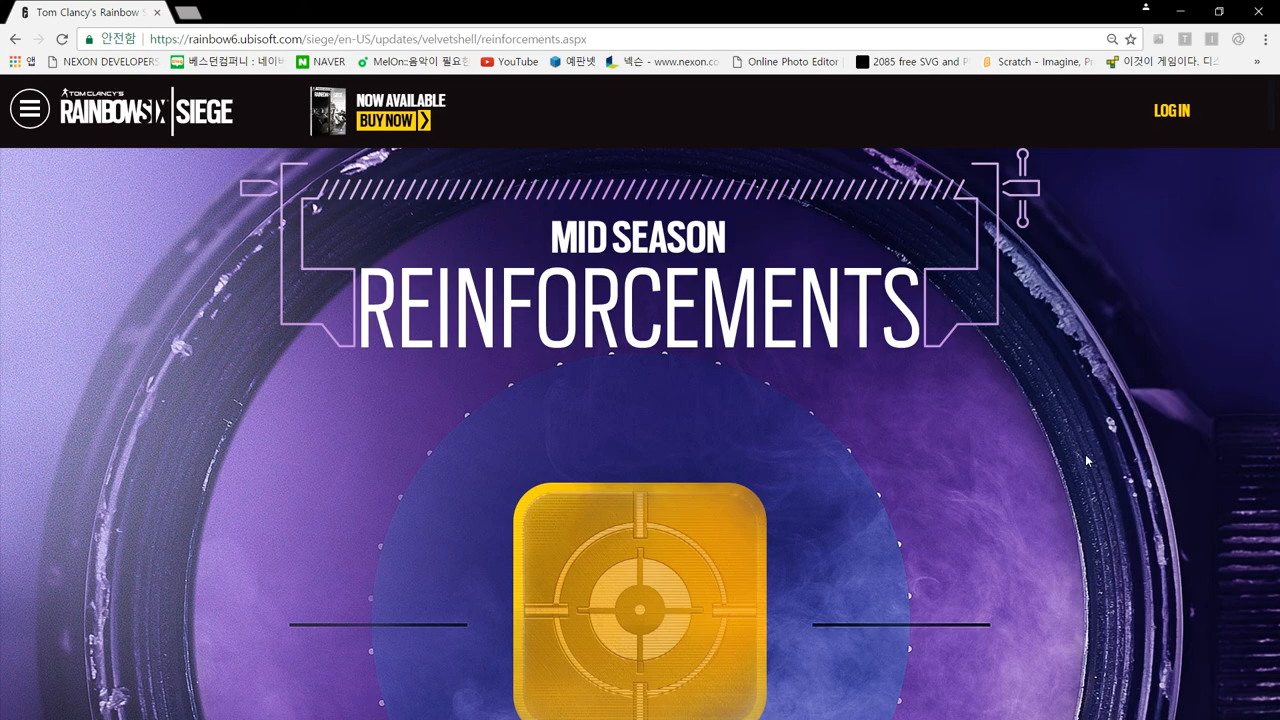 Tom Clancy's Rainbow S
안전함 https://rainbow6.ubisoft.com/siege/en-US/updates/velvetshell/reinforcements.aspx
앱 NEXON DEVELOPERS 베스던컴퍼니 : 네이버 NAVER MelOn::음악이 필요한 YouTube 예판넷 넥슨 - www.nexon.co Online Photo Editor 2085 free SVG and P Scratch - Imagine, P 이것이 게임이다. 디스 »
TOM CLANCY'S
RAINBOWSIX SIEGE
NOW AVAILABLE
BUY NOW
LOG IN
MID SEASON
REINFORCEMENTS